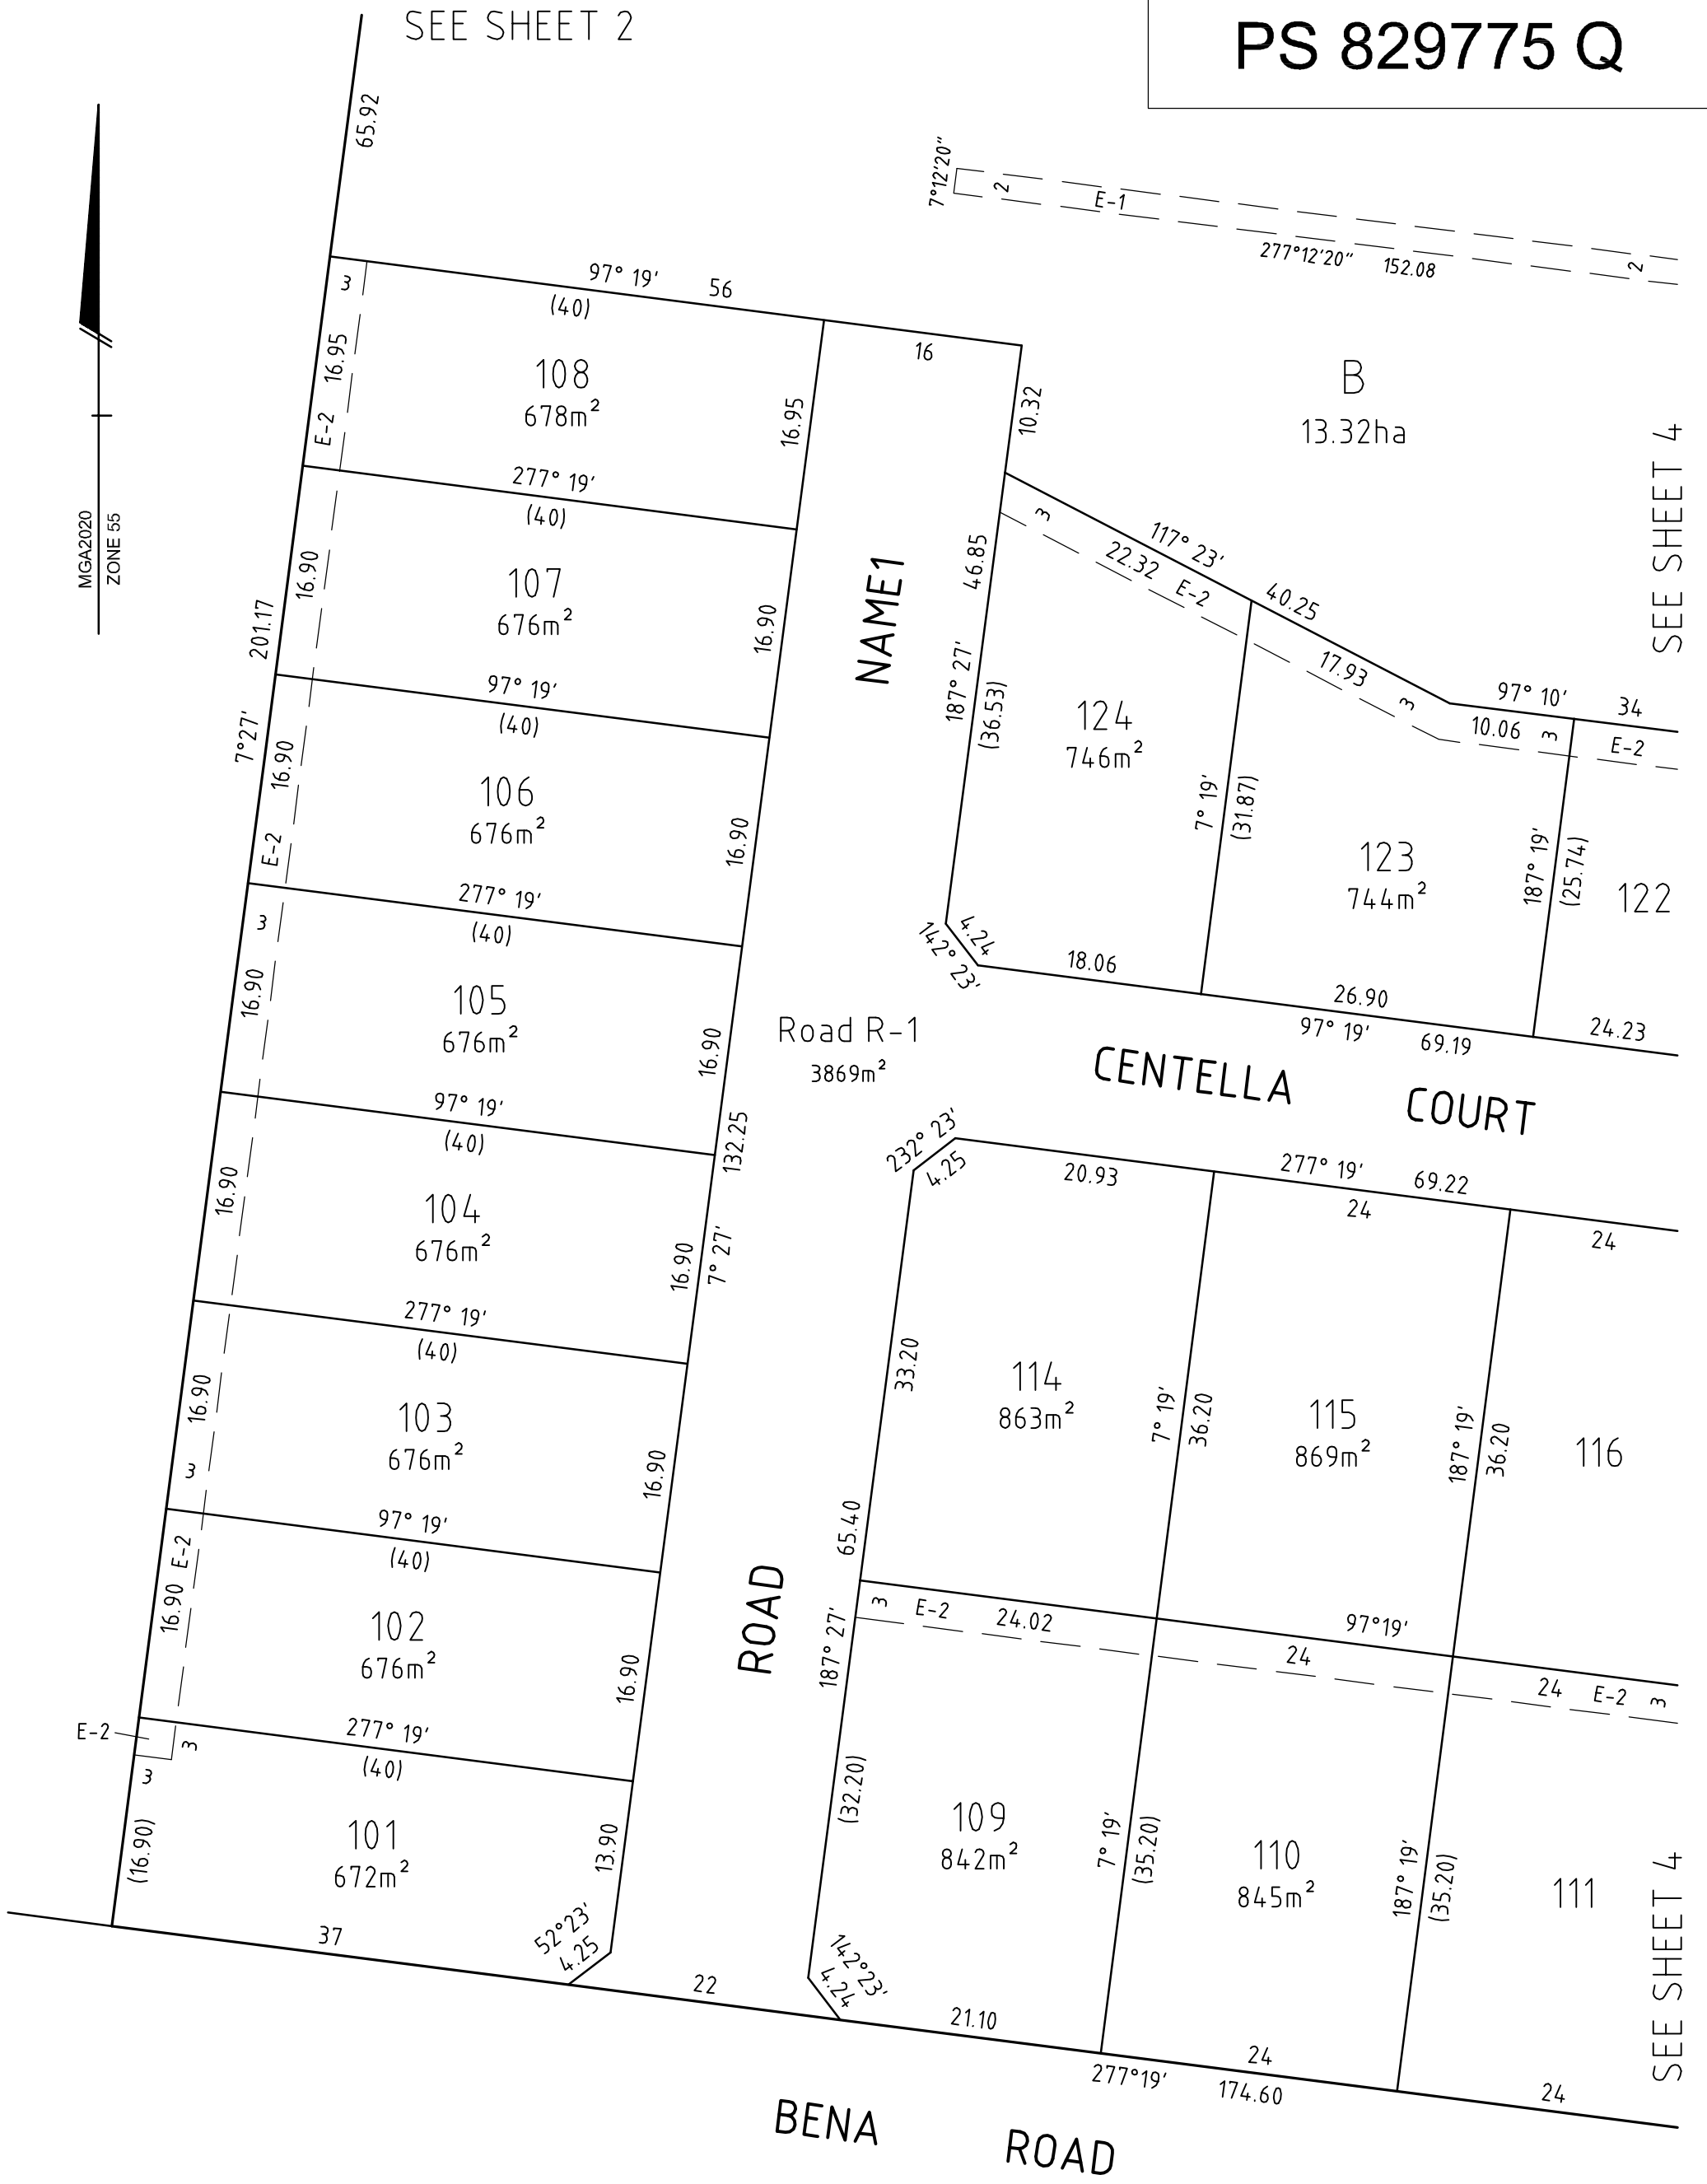 SEE SHEET 2
PS 829775 Q
65.92
7°12'20"
2
E-1
277°12'20" 152.08
2
MGA2020
ZONE 55
97° 19' 56
(40)
3
16.95
E-2
108
678m²
16.95
16
10.32
B
13.32ha
SEE SHEET 4
277° 19'
(40)
16.90
107
676m²
16.90
201.17
7°27'
NAME1
46.85
187° 27'
(36.53)
3
117° 23'
22.32
E-2
40.25
17.93
3
97° 10'
34
10.06
3
E-2
124
746m²
7° 19'
(31.87)
123
744m²
187° 19'
(25.74)
122
97° 19'
(40)
16.90
E-2
106
676m²
16.90
277° 19'
(40)
3
16.90
105
676m²
16.90
4.24
142° 23'
18.06
26.90
97° 19' 69.19
24.23
Road R-1
3869m²
CENTELLA COURT
97° 19'
(40)
16.90
104
676m²
16.90
132.25
7° 27'
232° 23'
4.25
20.93
277° 19' 69.22
24
24
277° 19'
(40)
16.90
3
103
676m²
16.90
33.20
114
863m²
7° 19'
36.20
115
869m²
187° 19'
36.20
116
97° 19'
(40)
E-2
16.90
102
676m²
16.90
ROAD
65.40
187° 27'
3
E-2
24.02
97°19'
24
24
E-2
3
E-2
277° 19'
(40)
3
3
(16.90)
101
672m²
13.90
(32.20)
109
842m²
7° 19'
(35.20)
110
845m²
187° 19'
(35.20)
111
SEE SHEET 4
37
52°23'
4.25
22
142°23'
4.24
21.10
24
277°19' 174.60
24
BENA ROAD